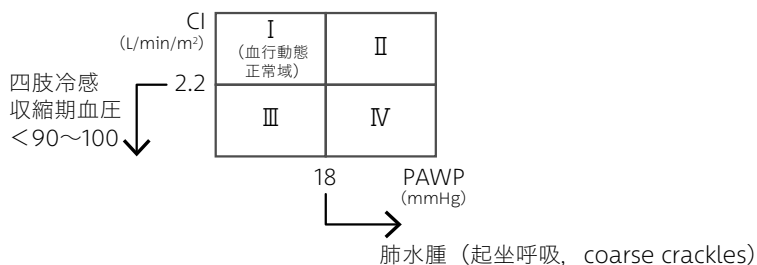 CI
(L/min/m²)
Ⅰ
(血行動態
正常域)
Ⅱ
四肢冷感
収縮期血圧
<90〜100
2.2
Ⅲ
Ⅳ
18
PAWP
(mmHg)
肺水腫（起坐呼吸，coarse crackles）